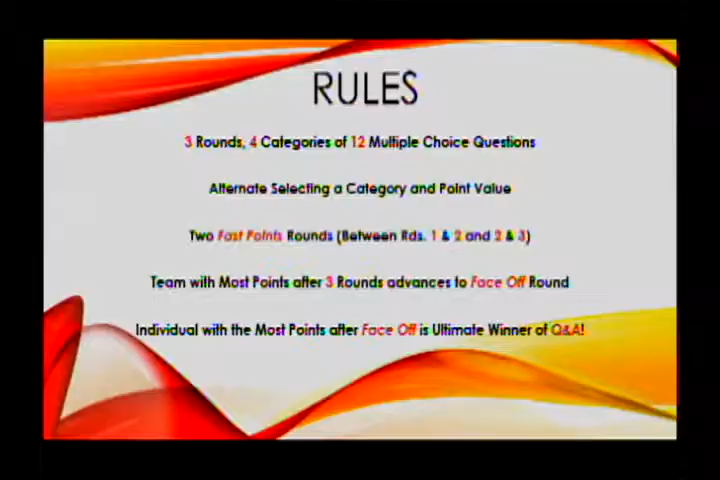 RULES
3 Rounds, 4 Categories of 12 Multiple Choice Questions
Alternate Selecting a Category and Point Value
Two Fast Points Rounds (Between Rds. 1 & 2 and 2 & 3)
Team with Most Points after 3 Rounds advances to Face Off Round
Individual with the Most Points after Face Off is Ultimate Winner of Q&A!